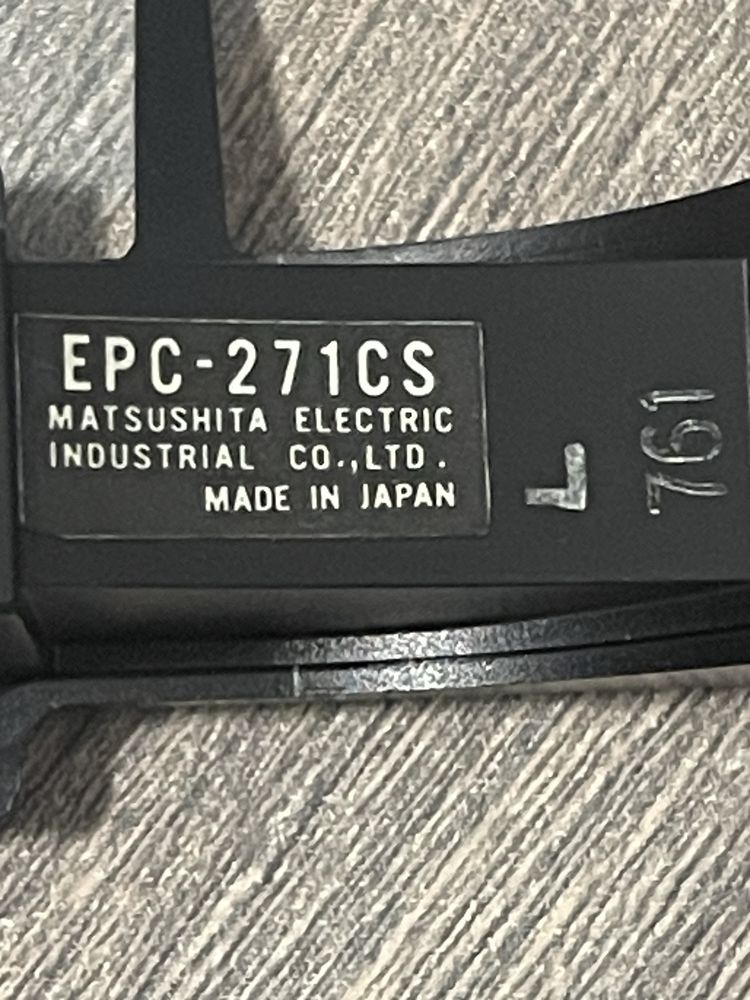 EPC-271CS
MATSUSHITA ELECTRIC
INDUSTRIAL CO.,LTD.
MADE IN JAPAN
L
761